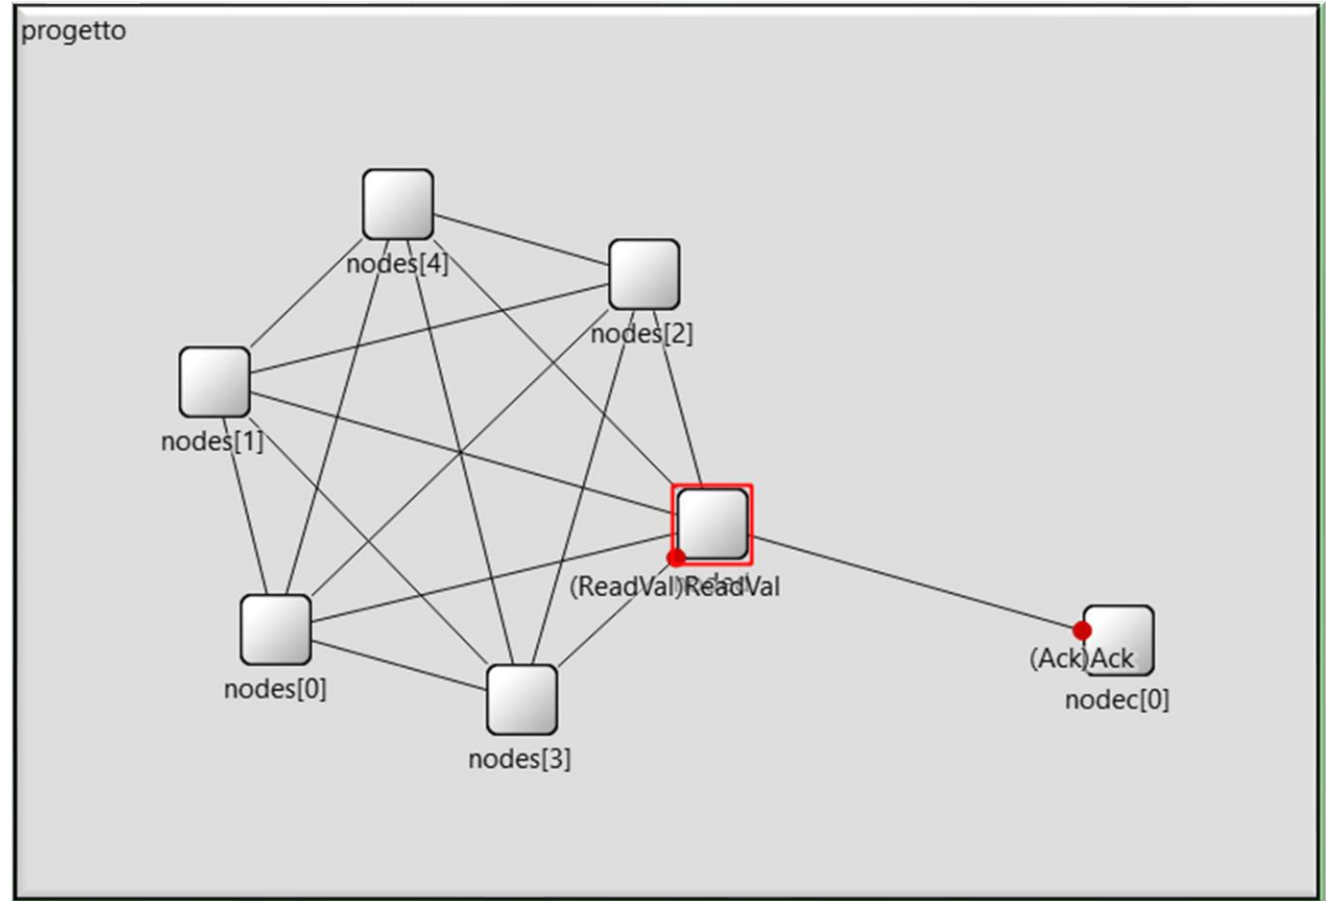 progetto
nodes[4]
nodes[2]
nodes[1]
(ReadVal)ReadVal
(Ack)Ack
nodes[0]
nodec[0]
nodes[3]